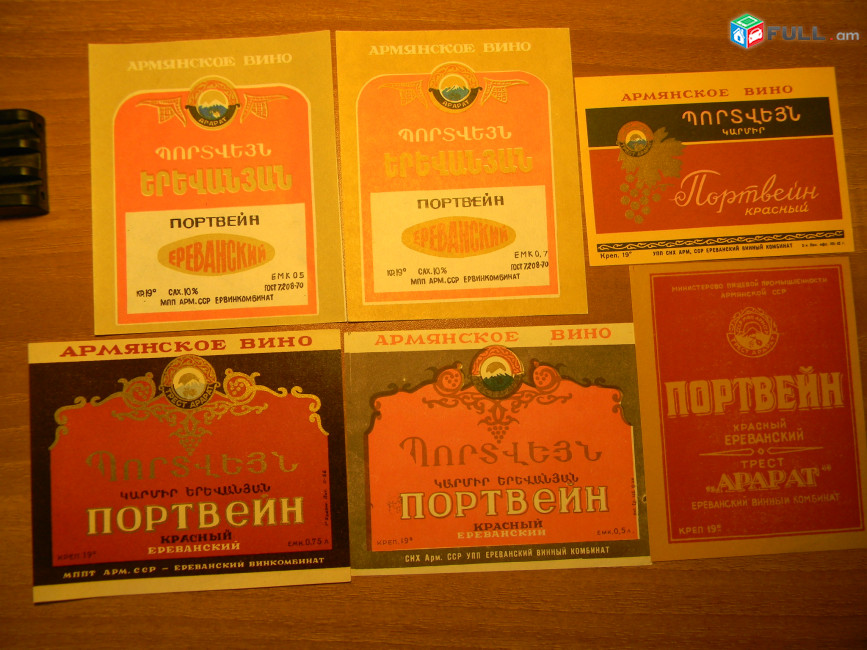 FULL.am
АРМЯНСКОЕ ВИНО
АРАРАТ
ՊՈՐՏՎԵՅՆ
ԵՐԵՎԱՆՅԱՆ
ПОРТВЕЙН
ЕРЕВАНСКИЙ
ЕМК 0.5
КР.19° САХ.10% ГОСТ 7208-70
МПП АРМ.ССР ЕРВИНКОМБИНАТ
АРМЯНСКОЕ ВИНО
АРАРАТ
ՊՈՐՏՎԵՅՆ
ԵՐԵՎԱՆՅԱՆ
ПОРТВЕЙН
ЕРЕВАНСКИЙ
ЕМК 0,7
КР.19° САХ.10% ГОСТ 7208-70
МПП АРМ.ССР ЕРВИНКОМБИНАТ
АРМЯНСКОЕ ВИНО
ՊՈՐՏՎԵՅՆ
ԿԱՐՄԻՐ
Портвейн
КРАСНЫЙ
Креп. 19°
УПП СНХ АРМ. ССР ЕРЕВАНСКИЙ ВИННЫЙ КОМБИНАТ
АРМЯНСКОЕ ВИНО
ТРЕСТ АРАРАТ
ՊՈՐՏՎԵՅՆ
ԿԱՐՄԻՐ ԵՐԵՎԱՆՅԱՆ
ПОРТВЕЙН
КРАСНЫЙ
ЕРЕВАНСКИЙ
КРЕП. 19° ЕМК. 0,75 л.
МППТ АРМ. ССР – ЕРЕВАНСКИЙ ВИНКОМБИНАТ
АРМЯНСКОЕ ВИНО
ՊՈՐՏՎԵՅՆ
ԿԱՐՄԻՐ ԵՐԵՎԱՆՅԱՆ
ПОРТВЕЙН
КРАСНЫЙ
ЕРЕВАНСКИЙ
КРЕП. 19° ЕМК. 0,5 л.
СНХ Арм. ССР УПП ЕРЕВАНСКИЙ ВИННЫЙ КОМБИНАТ
МИНИСТЕРСТВО ПИЩЕВОЙ ПРОМЫШЛЕННОСТИ
АРМЯНСКОЙ ССР
ПОРТВЕЙН
КРАСНЫЙ
ЕРЕВАНСКИЙ
ТРЕСТ
„АРАРАТ"
ЕРЕВАНСКИЙ ВИННЫЙ КОМБИНАТ
КРЕП 19°